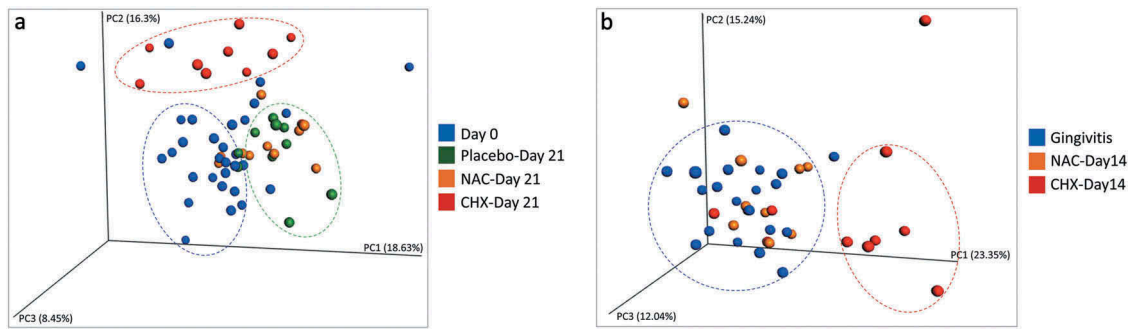 a
PC2 (16.3%)
PC1 (18.63%)
PC3 (8.45%)
Day 0
Placebo-Day 21
NAC-Day 21
CHX-Day 21
b
PC2 (15.24%)
PC1 (23.35%)
PC3 (12.04%)
Gingivitis
NAC-Day14
CHX-Day14